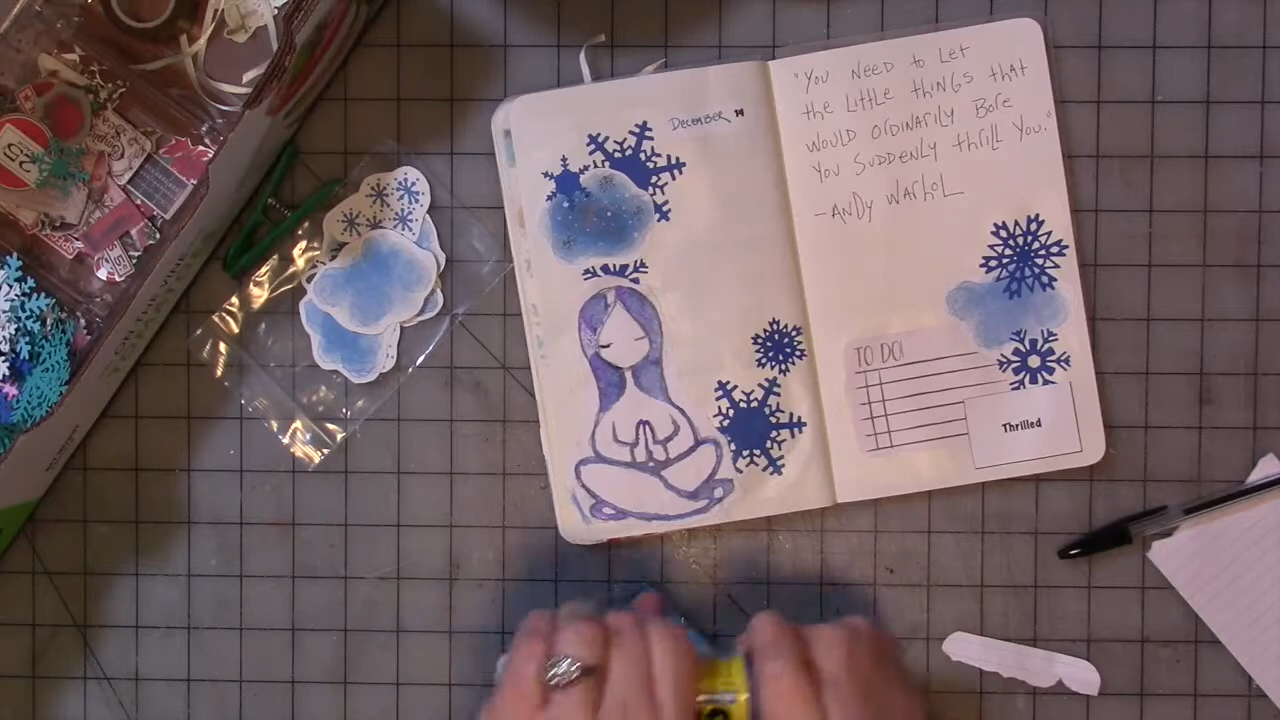 December 14
"YOU NEED to LEt
the LittLE things that
WOULD ORDINARILY BORE
YOU SUDDENLY thrILL YOU."
-ANDY WArhOL
TO DO!
Thrilled
25